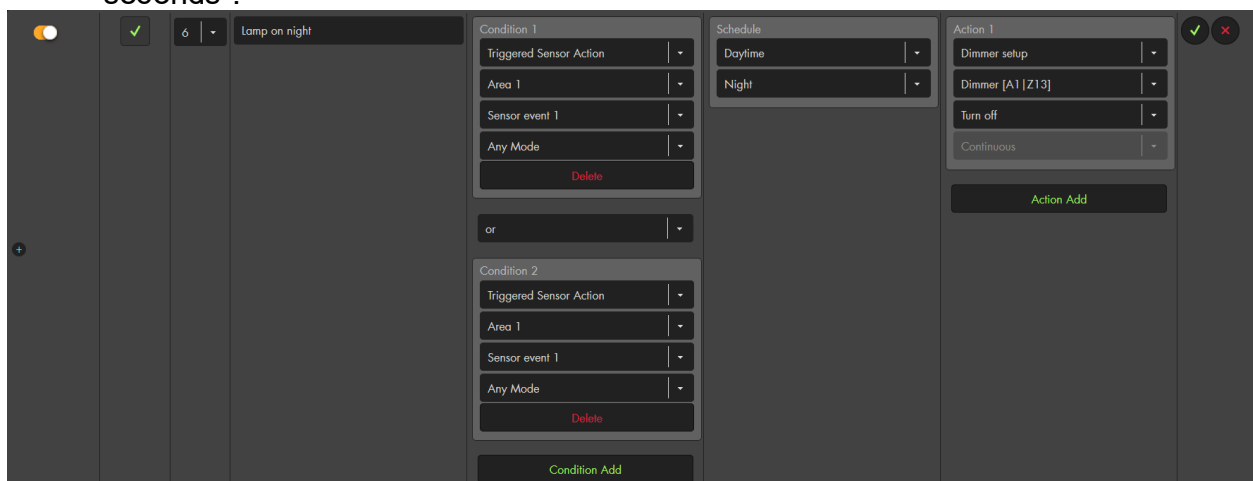 seconds".
6
Lamp on night
Condition 1
Triggered Sensor Action
Area 1
Sensor event 1
Any Mode
Delete
or
Condition 2
Triggered Sensor Action
Area 1
Sensor event 1
Any Mode
Delete
Condition Add
Schedule
Daytime
Night
Action 1
Dimmer setup
Dimmer [A1|Z13]
Turn off
Continuous
Action Add